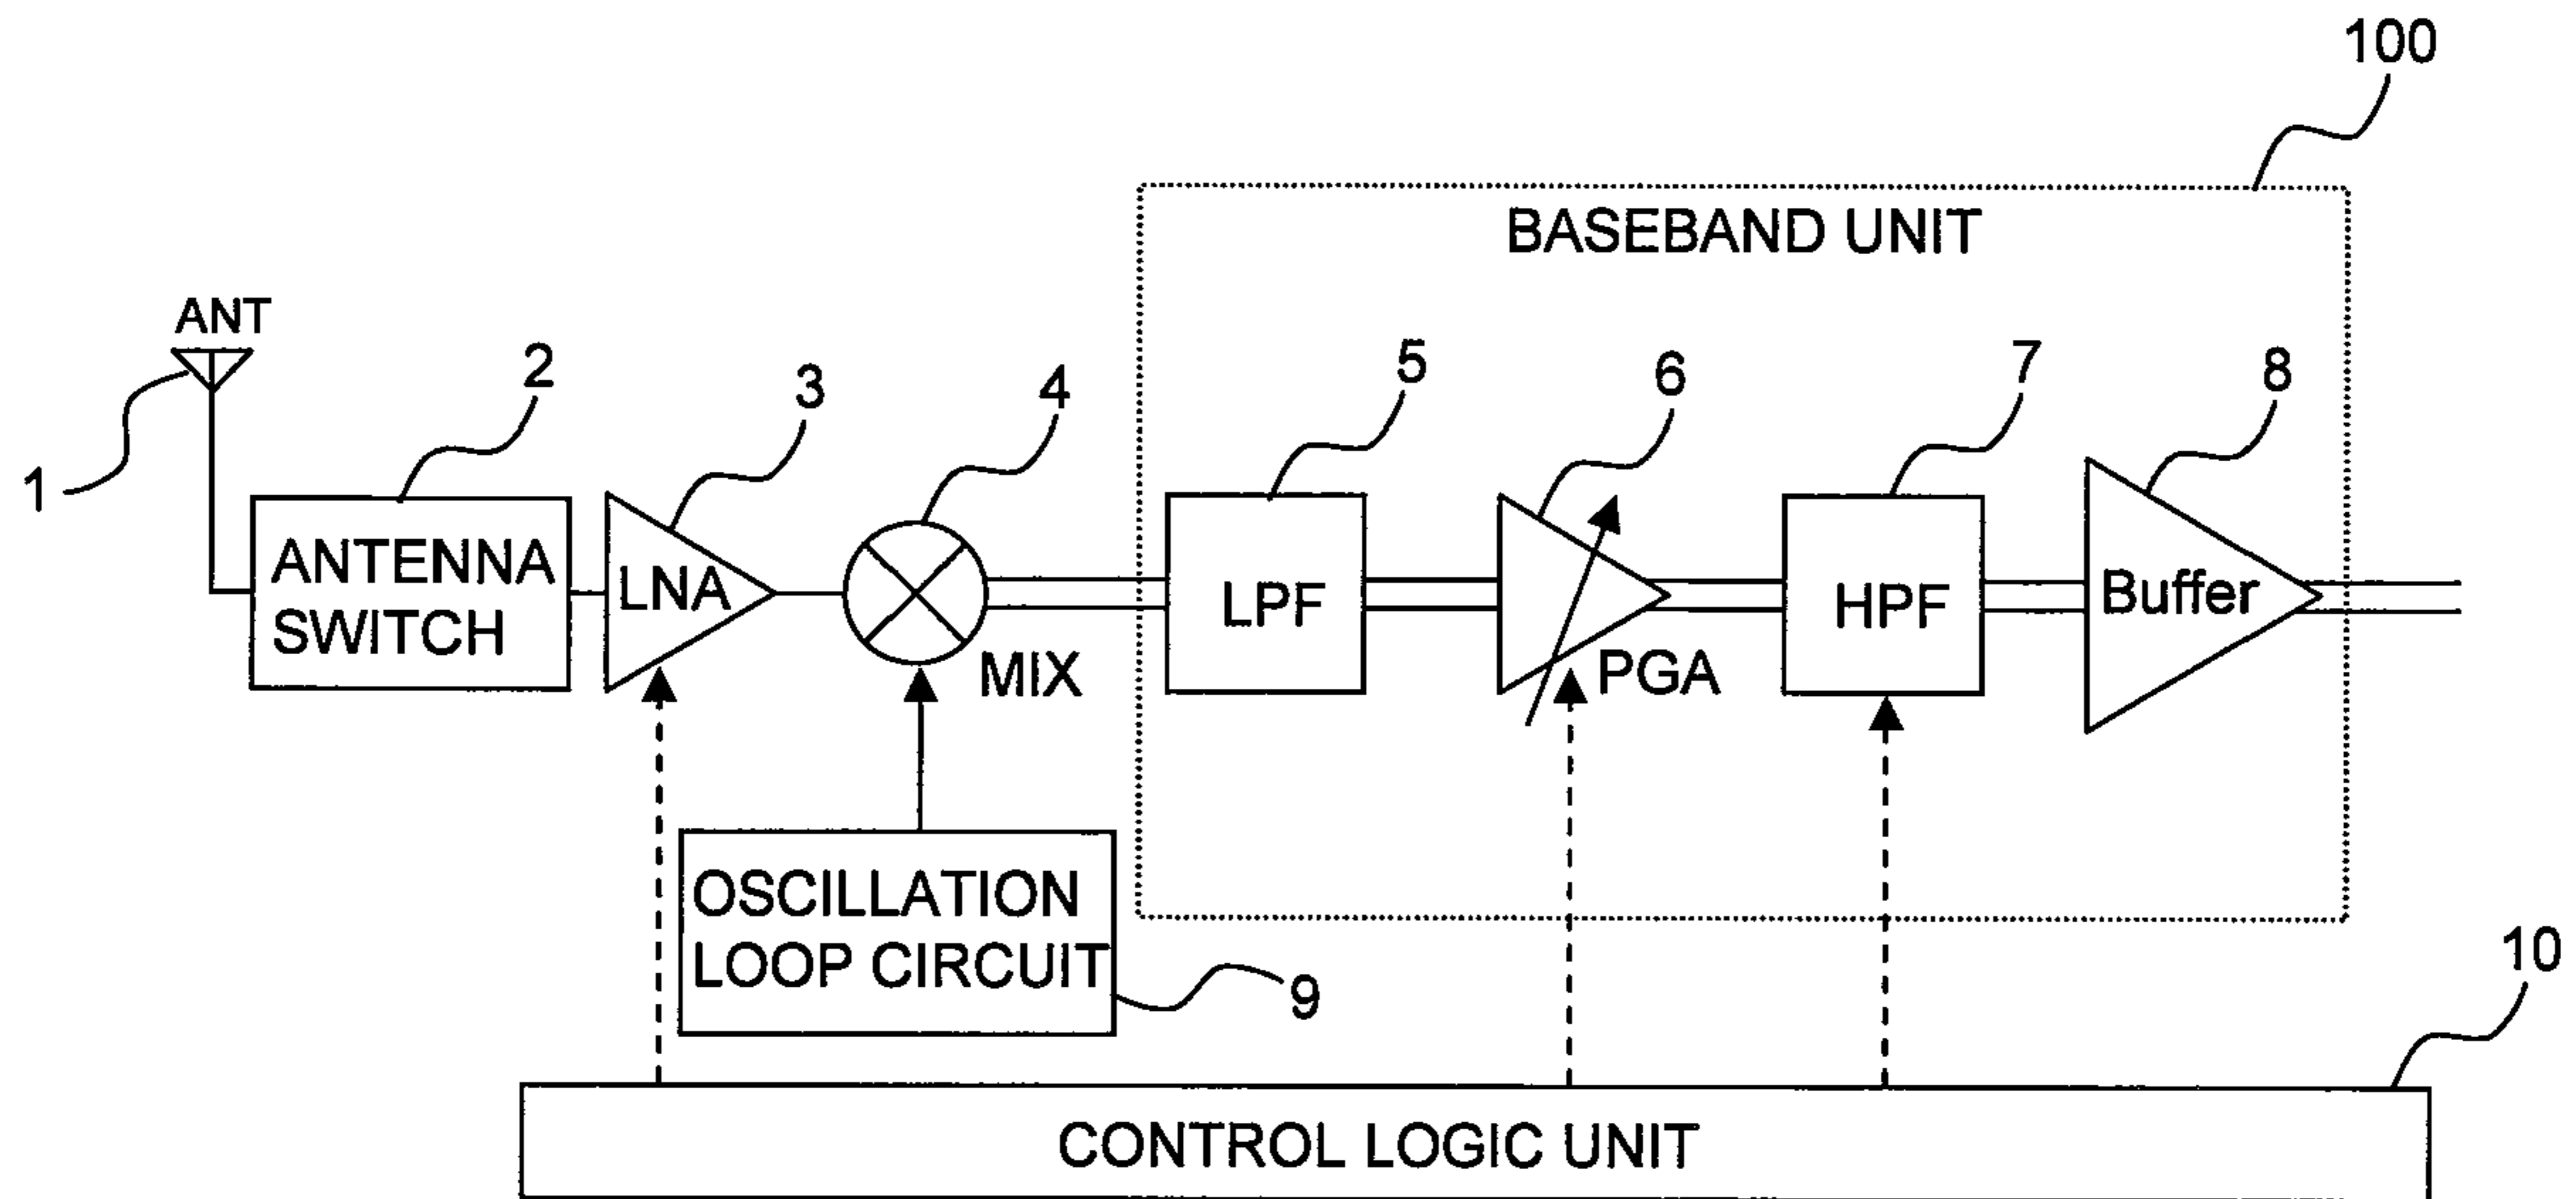 100
BASEBAND UNIT
ANT
1
2
3
4
5
6
7
8
ANTENNA
SWITCH
LNA
MIX
LPF
PGA
HPF
Buffer
OSCILLATION
LOOP CIRCUIT
9
10
CONTROL LOGIC UNIT